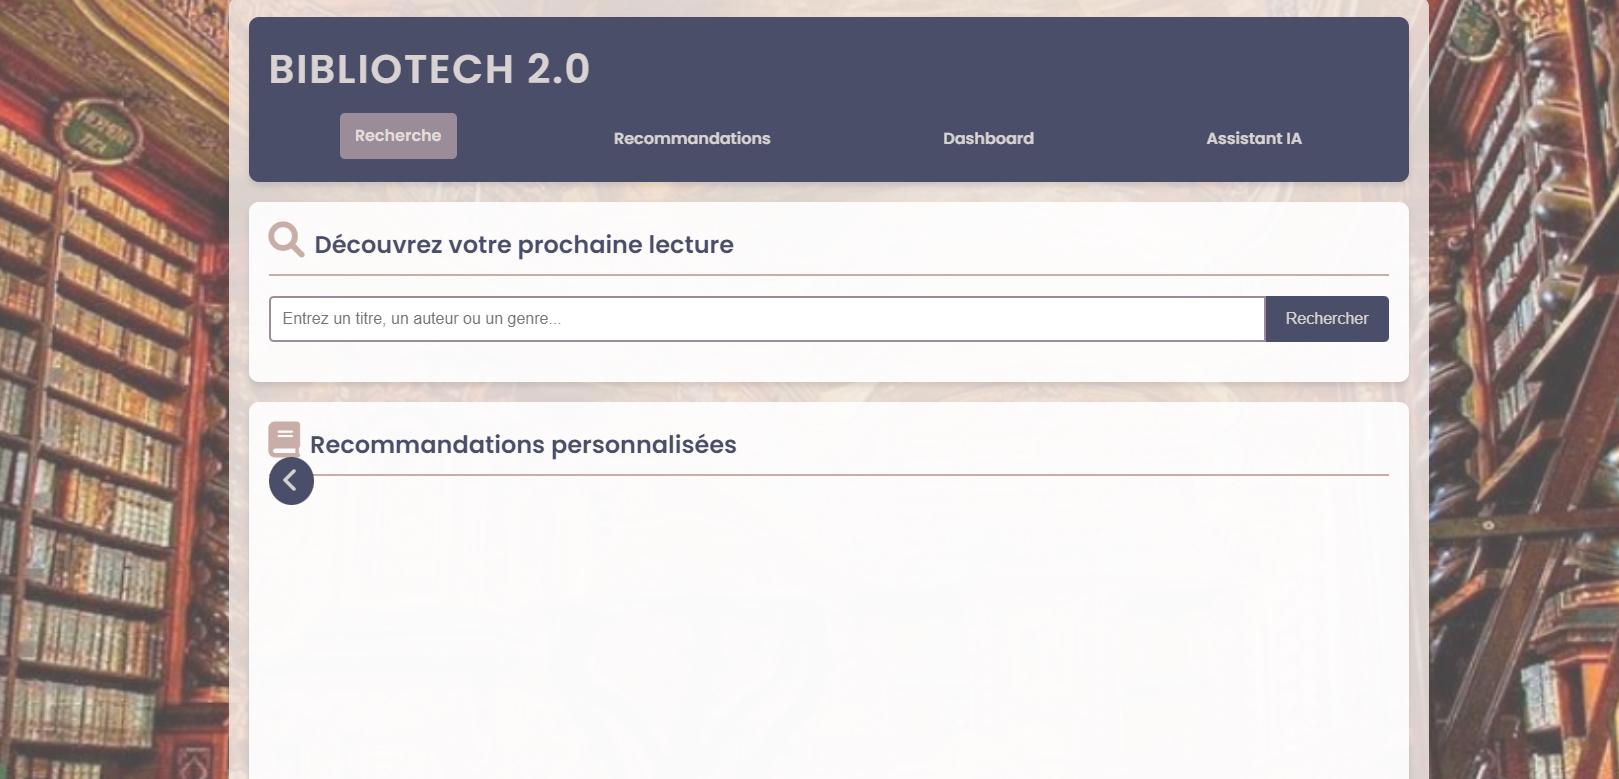 BIBLIOTECH 2.0
Recherche
Recommandations
Dashboard
Assistant IA
Découvrez votre prochaine lecture
Entrez un titre, un auteur ou un genre...
Rechercher
Recommandations personnalisées